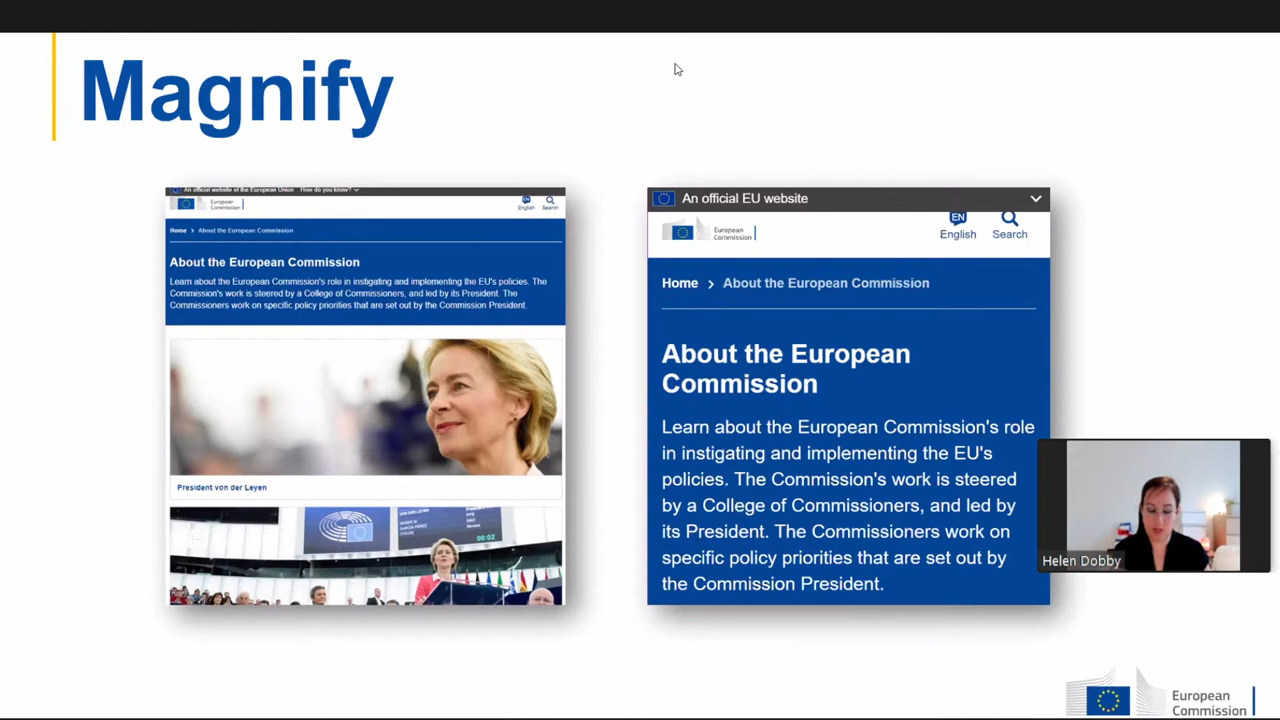 Magnify
An official website of the European Union How do you know?
European
Commission
English
Search
Home > About the European Commission
About the European Commission
Learn about the European Commission's role in instigating and implementing the EU's policies. The
Commission's work is steered by a College of Commissioners, and led by its President. The
Commissioners work on specific policy priorities that are set out by the Commission President.
President von der Leyen
00:02
An official EU website
European
Commission
EN
English
Search
Home > About the European Commission
About the European
Commission
Learn about the European Commission's role
in instigating and implementing the EU's
policies. The Commission's work is steered
by a College of Commissioners, and led by
its President. The Commissioners work on
specific policy priorities that are set out by
the Commission President.
Helen Dobby
European
Commission